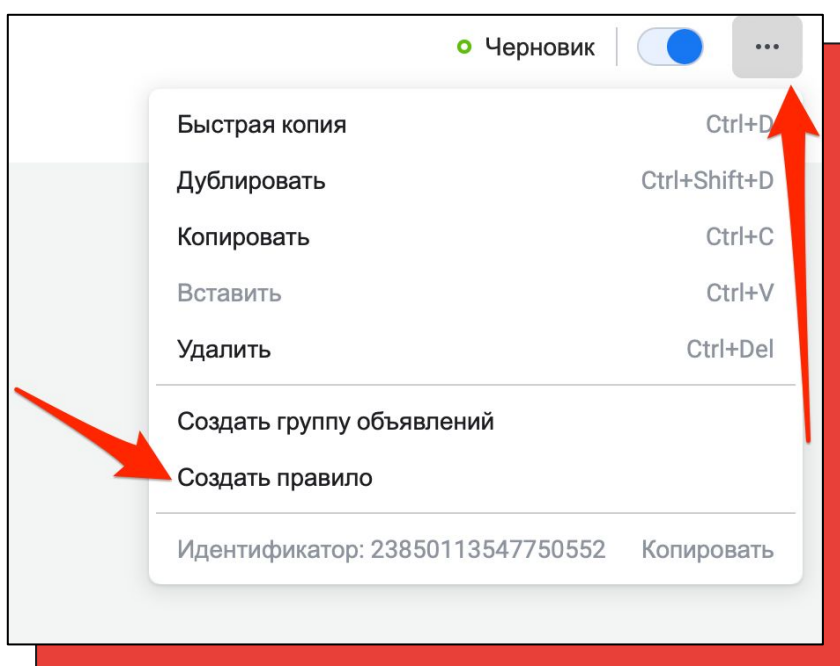 Черновик
Быстрая копия Ctrl+D
Дублировать Ctrl+Shift+D
Копировать Ctrl+C
Вставить Ctrl+V
Удалить Ctrl+Del
Создать группу объявлений
Создать правило
Идентификатор: 23850113547750552 Копировать